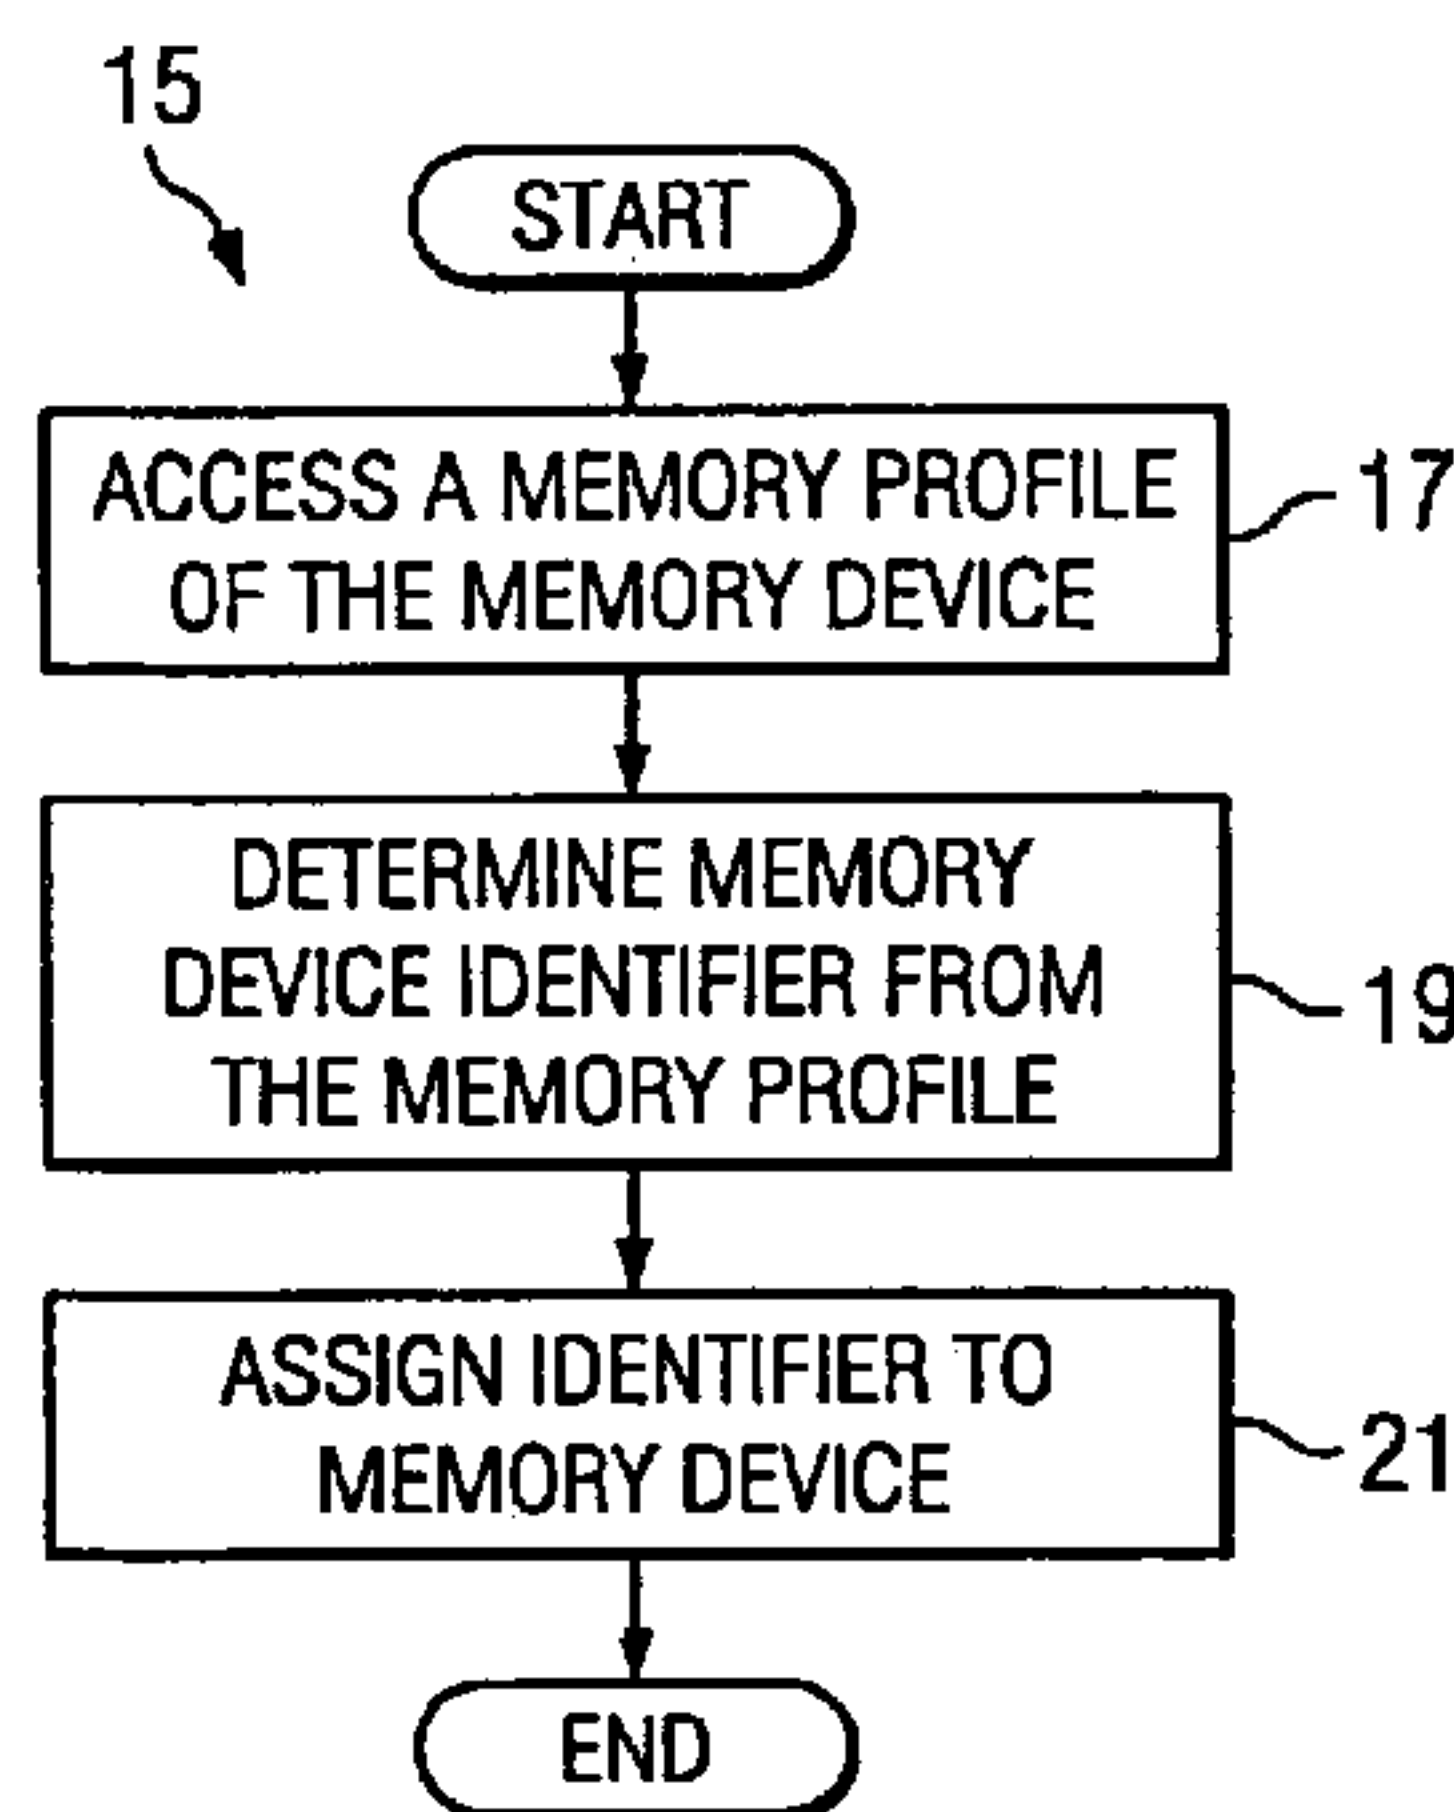 15
START
ACCESS A MEMORY PROFILE
OF THE MEMORY DEVICE
17
DETERMINE MEMORY
DEVICE IDENTIFIER FROM
THE MEMORY PROFILE
19
ASSIGN IDENTIFIER TO
MEMORY DEVICE
21
END